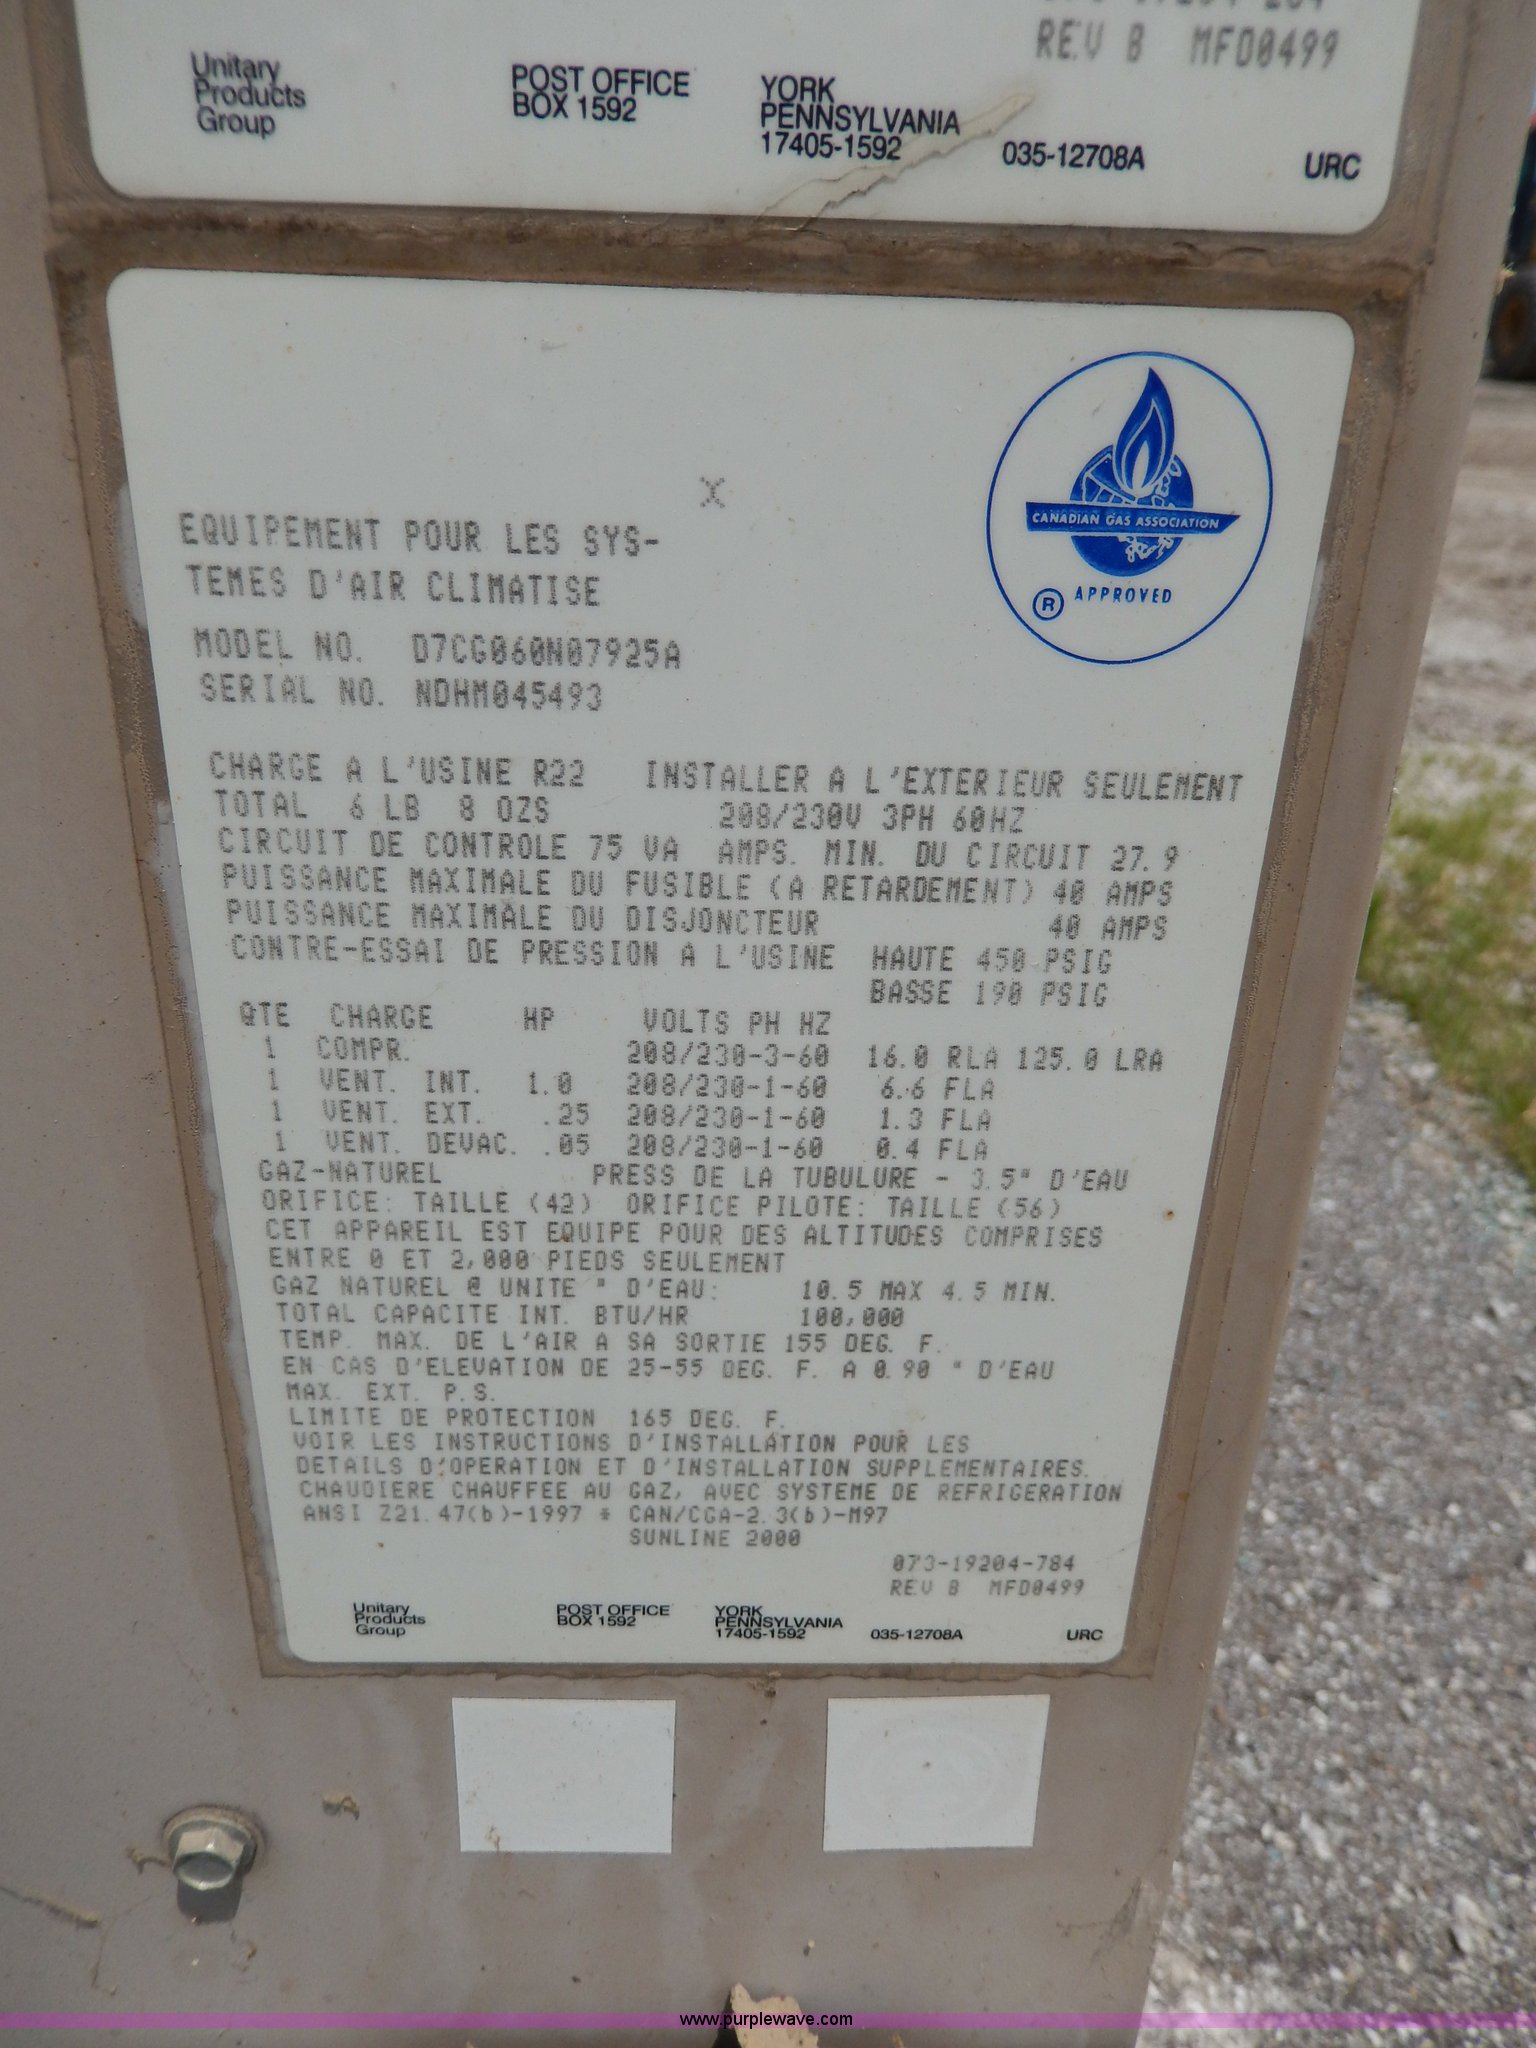 REV B MFD0499
Unitary
Products
Group
POST OFFICE
BOX 1592
YORK
PENNSYLVANIA
17405-1592
035-12708A
URC
CANADIAN GAS ASSOCIATION
® APPROVED
X
EQUIPEMENT POUR LES SYS-
TEMES D'AIR CLIMATISE
MODEL NO. D7CG060N07925A
SERIAL NO. NDHM045493
CHARGE A L'USINE R22 INSTALLER A L'EXTERIEUR SEULEMENT
TOTAL 6 LB 8 OZS 208/230V 3PH 60HZ
CIRCUIT DE CONTROLE 75 VA AMPS. MIN. DU CIRCUIT 27.9
PUISSANCE MAXIMALE DU FUSIBLE (A RETARDEMENT) 40 AMPS
PUISSANCE MAXIMALE DU DISJONCTEUR 40 AMPS
CONTRE-ESSAI DE PRESSION A L'USINE HAUTE 450 PSIG
BASSE 190 PSIG
QTE CHARGE HP VOLTS PH HZ
1 COMPR. 208/230-3-60 16.0 RLA 125.0 LRA
1 VENT. INT. 1.0 208/230-1-60 6.6 FLA
1 VENT. EXT. .25 208/230-1-60 1.3 FLA
1 VENT. DEVAC. .05 208/230-1-60 0.4 FLA
GAZ-NATUREL PRESS DE LA TUBULURE - 3.5" D'EAU
ORIFICE: TAILLE (42) ORIFICE PILOTE: TAILLE (56)
CET APPAREIL EST EQUIPE POUR DES ALTITUDES COMPRISES
ENTRE 0 ET 2,000 PIEDS SEULEMENT
GAZ NATUREL @ UNITE " D'EAU: 10.5 MAX 4.5 MIN.
TOTAL CAPACITE INT. BTU/HR 100,000
TEMP. MAX. DE L'AIR A SA SORTIE 155 DEG. F.
EN CAS D'ELEVATION DE 25-55 DEG. F. A 0.90 " D'EAU
MAX. EXT. P.S.
LIMITE DE PROTECTION 165 DEG. F.
VOIR LES INSTRUCTIONS D'INSTALLATION POUR LES
DETAILS D'OPERATION ET D'INSTALLATION SUPPLEMENTAIRES.
CHAUDIERE CHAUFFEE AU GAZ, AVEC SYSTEME DE REFRIGERATION
ANSI Z21.47(b)-1997 * CAN/CGA-2.3(b)-M97
SUNLINE 2000
073-19204-784
REV B MFD0499
Unitary
Products
Group
POST OFFICE
BOX 1592
YORK
PENNSYLVANIA
17405-1592
035-12708A
URC
www.purplewave.com